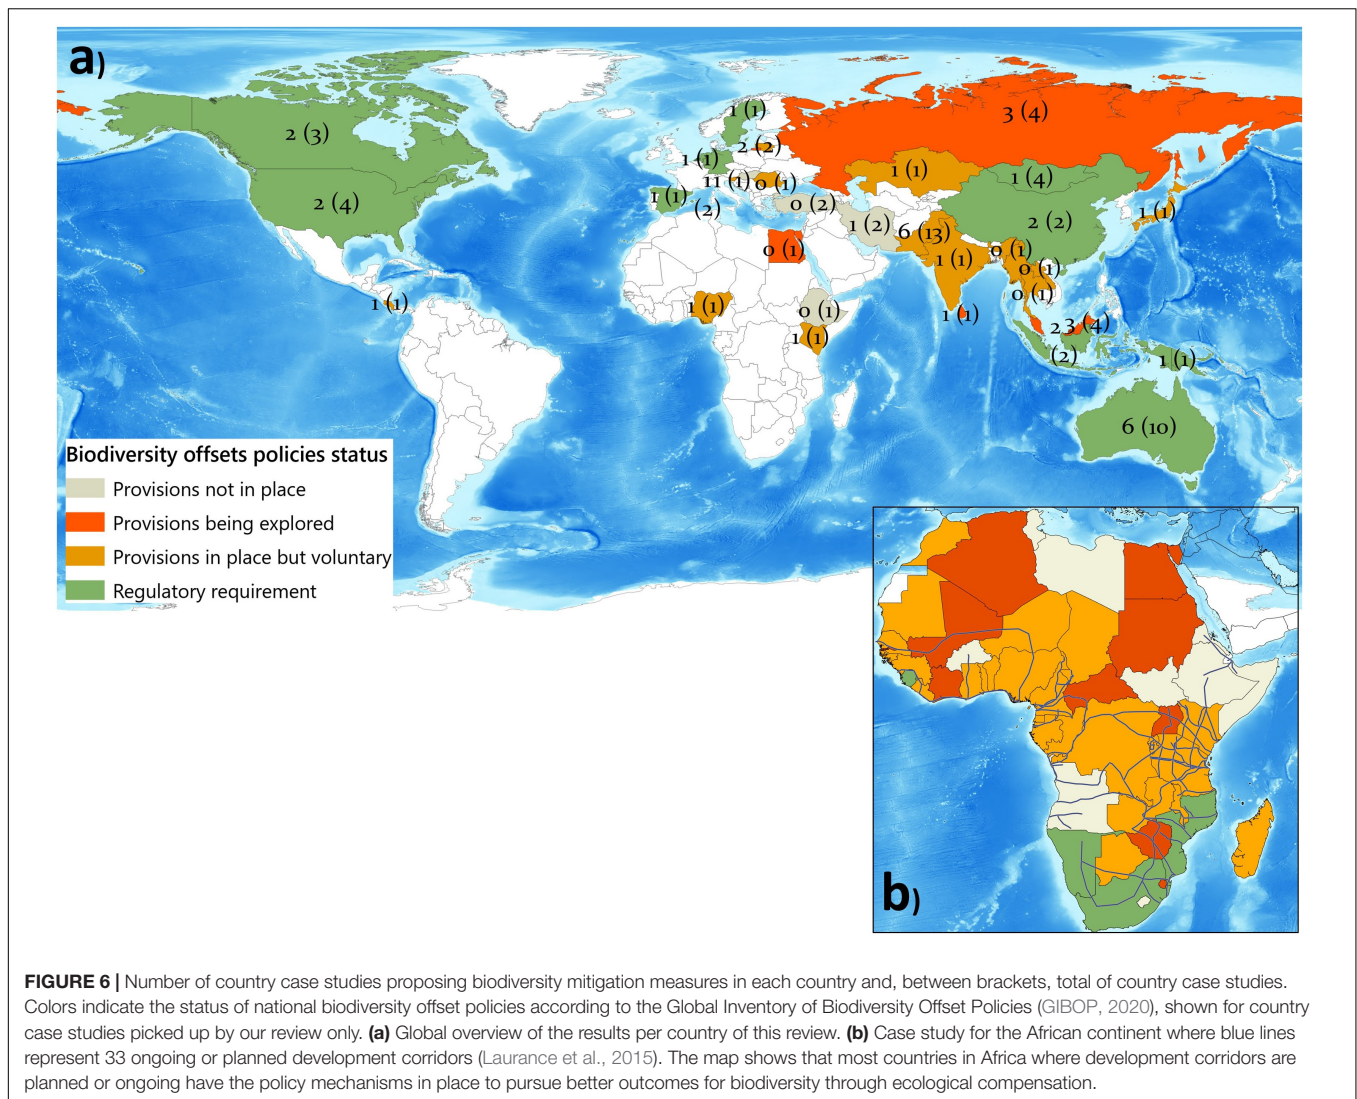 a)
1 (1)
3 (4)
2 (3)
2 (2)
1 (1)
1 (1)
1 (4)
11 (1)
0 (1)
1 (1)
2 (4)
(2)
0 (2)
1 (2)
6 (13)
2 (2)
1 (1)
0 (1)
1 (1)
0 (1)
0 (1)
0 (1)
1 (1)
1 (1)
0 (1)
1 (1)
1 (1)
2
3 (4)
(2)
1 (1)
6 (10)
Biodiversity offsets policies status
Provisions not in place
Provisions being explored
Provisions in place but voluntary
Regulatory requirement
b)
FIGURE 6 | Number of country case studies proposing biodiversity mitigation measures in each country and, between brackets, total of country case studies.
Colors indicate the status of national biodiversity offset policies according to the Global Inventory of Biodiversity Offset Policies (GIBOP, 2020), shown for country
case studies picked up by our review only. (a) Global overview of the results per country of this review. (b) Case study for the African continent where blue lines
represent 33 ongoing or planned development corridors (Laurance et al., 2015). The map shows that most countries in Africa where development corridors are
planned or ongoing have the policy mechanisms in place to pursue better outcomes for biodiversity through ecological compensation.